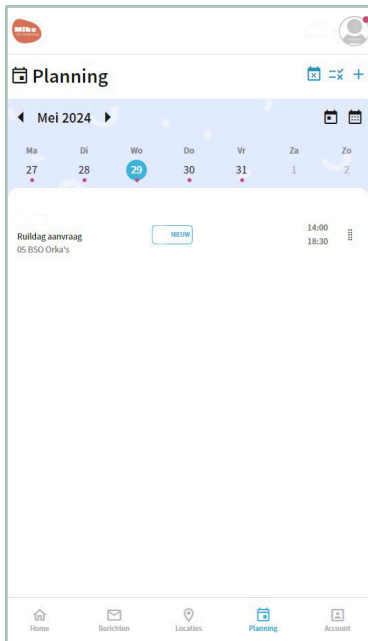 Mikz
Planning
Mei 2024
Ma Di Wo Do Vr Za Zo
27 28 29 30 31 1 2
Ruildag aanvraag
05 BSO Orka's
NIEUW
14:00
18:30
Home Berichten Locaties Planning Account